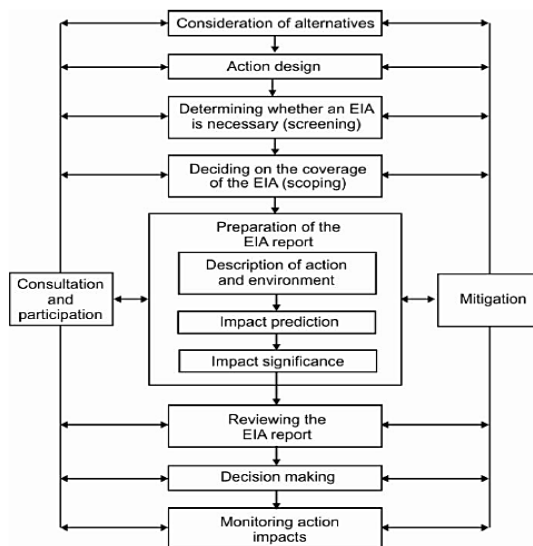 Consideration of alternatives
Action design
Determining whether an EIA
is necessary (screening)
Deciding on the coverage
of the EIA (scoping)
Preparation of the
EIA report
Description of action
and environment
Consultation
and
participation
Mitigation
Impact prediction
Impact significance
Reviewing the
EIA report
Decision making
Monitoring action
impacts